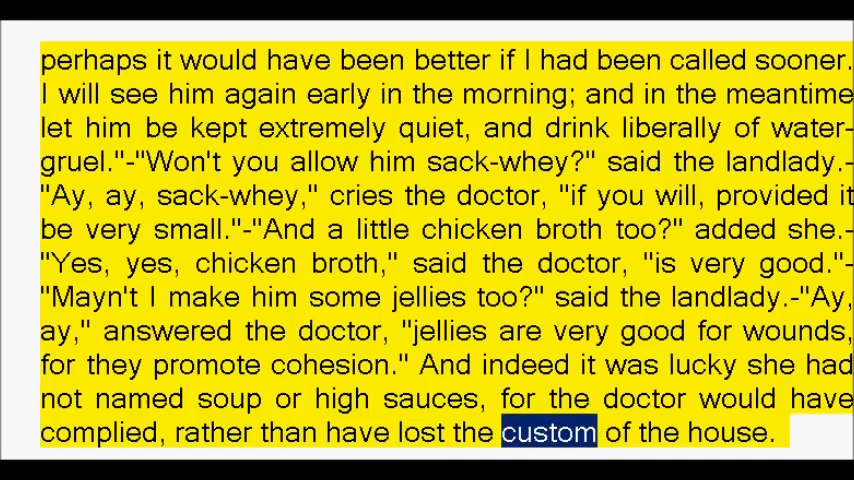 perhaps it would have been better if I had been called sooner.
I will see him again early in the morning; and in the meantime
let him be kept extremely quiet, and drink liberally of water-
gruel."-"Won't you allow him sack-whey?" said the landlady.-
"Ay, ay, sack-whey," cries the doctor, "if you will, provided it
be very small."-"And a little chicken broth too?" added she.-
"Yes, yes, chicken broth," said the doctor, "is very good."-
"Mayn't I make him some jellies too?" said the landlady.-"Ay,
ay," answered the doctor, "jellies are very good for wounds,
for they promote cohesion." And indeed it was lucky she had
not named soup or high sauces, for the doctor would have
complied, rather than have lost the custom of the house.